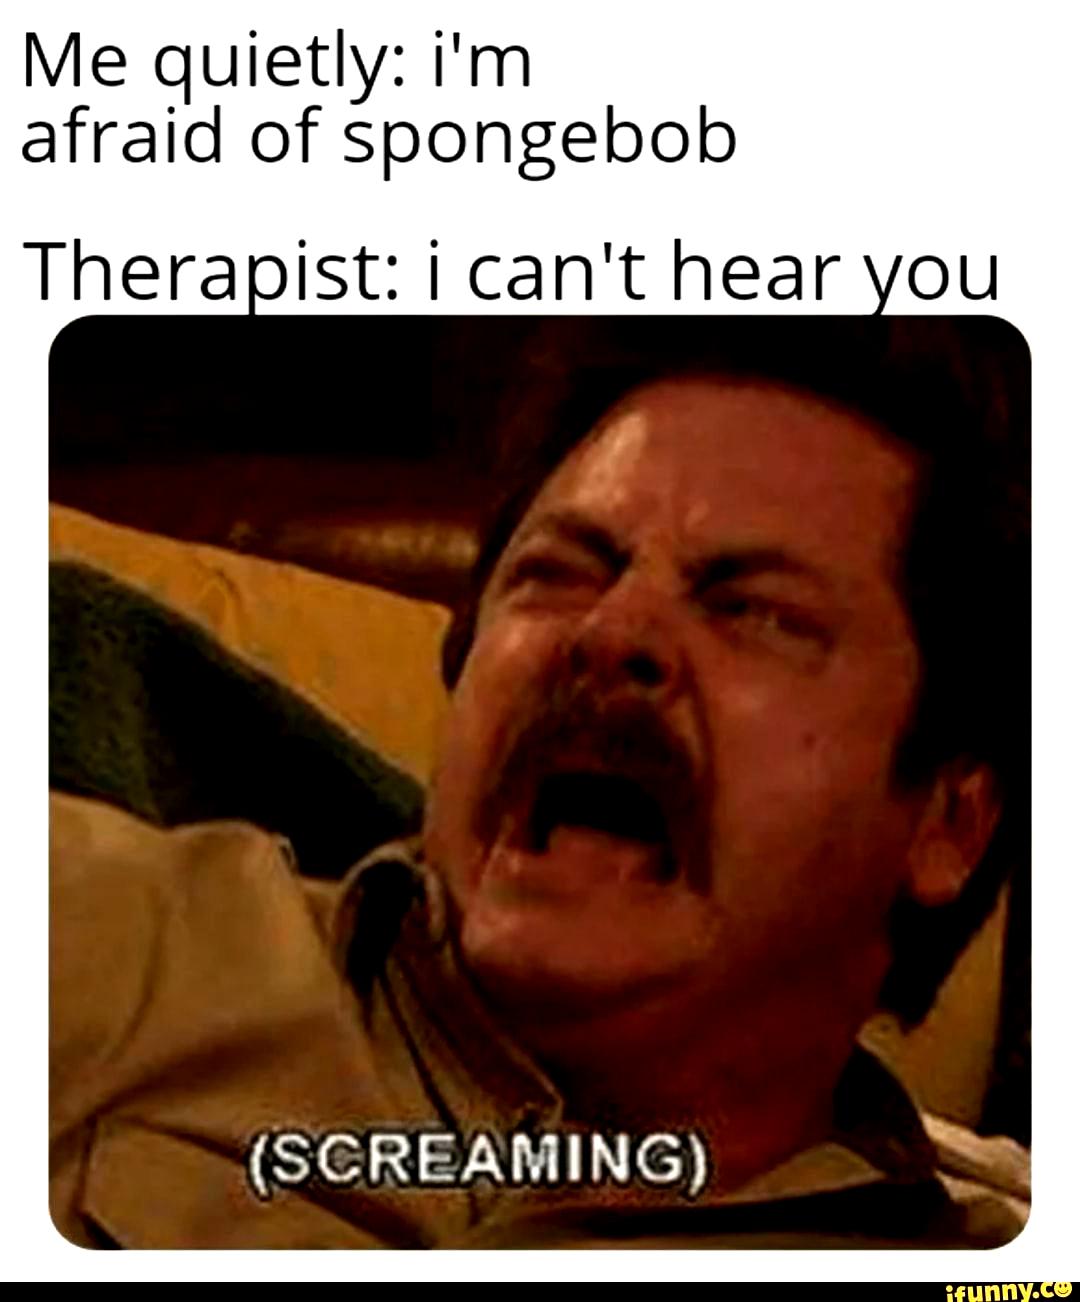 Me quietly: i'm
afraid of spongebob
Therapist: i can't hear you
(SCREAMING)
ifunny.co